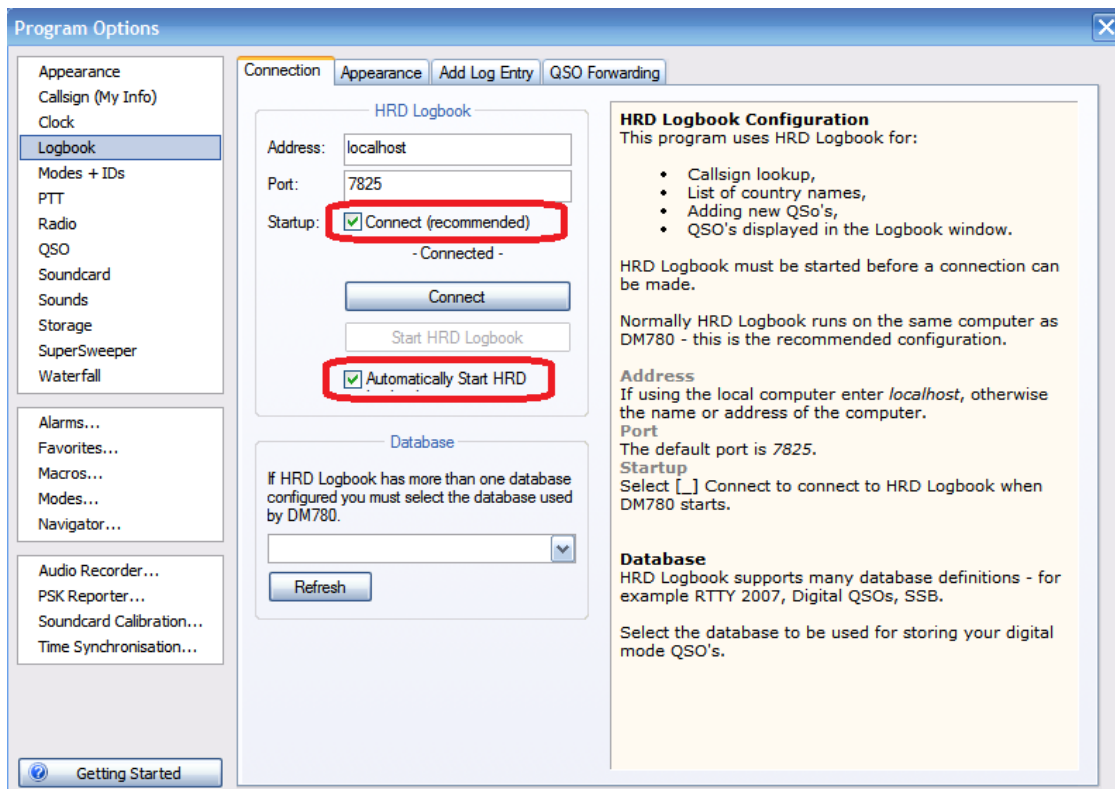 Program Options
Appearance
Callsign (My Info)
Clock
Logbook
Modes + IDs
PTT
Radio
QSO
Soundcard
Sounds
Storage
SuperSweeper
Waterfall
Alarms...
Favorites...
Macros...
Modes...
Navigator...
Audio Recorder...
PSK Reporter...
Soundcard Calibration...
Time Synchronisation...
Getting Started
Connection Appearance Add Log Entry QSO Forwarding
HRD Logbook
Address: localhost
Port: 7825
Startup: Connect (recommended)
- Connected -
Connect
Start HRD Logbook
Automatically Start HRD
Database
If HRD Logbook has more than one database
configured you must select the database used
by DM780.
Refresh
HRD Logbook Configuration
This program uses HRD Logbook for:
• Callsign lookup,
• List of country names,
• Adding new QSo's,
• QSO's displayed in the Logbook window.
HRD Logbook must be started before a connection can
be made.
Normally HRD Logbook runs on the same computer as
DM780 - this is the recommended configuration.
Address
If using the local computer enter localhost, otherwise
the name or address of the computer.
Port
The default port is 7825.
Startup
Select [_] Connect to connect to HRD Logbook when
DM780 starts.
Database
HRD Logbook supports many database definitions - for
example RTTY 2007, Digital QSOs, SSB.
Select the database to be used for storing your digital
mode QSO's.